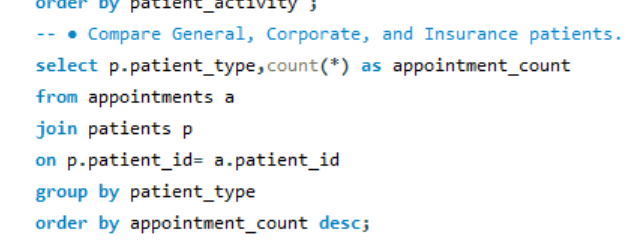 order by patient_activity ;
-- • Compare General, Corporate, and Insurance patients.
select p.patient_type,count(*) as appointment_count
from appointments a
join patients p
on p.patient_id= a.patient_id
group by patient_type
order by appointment_count desc;